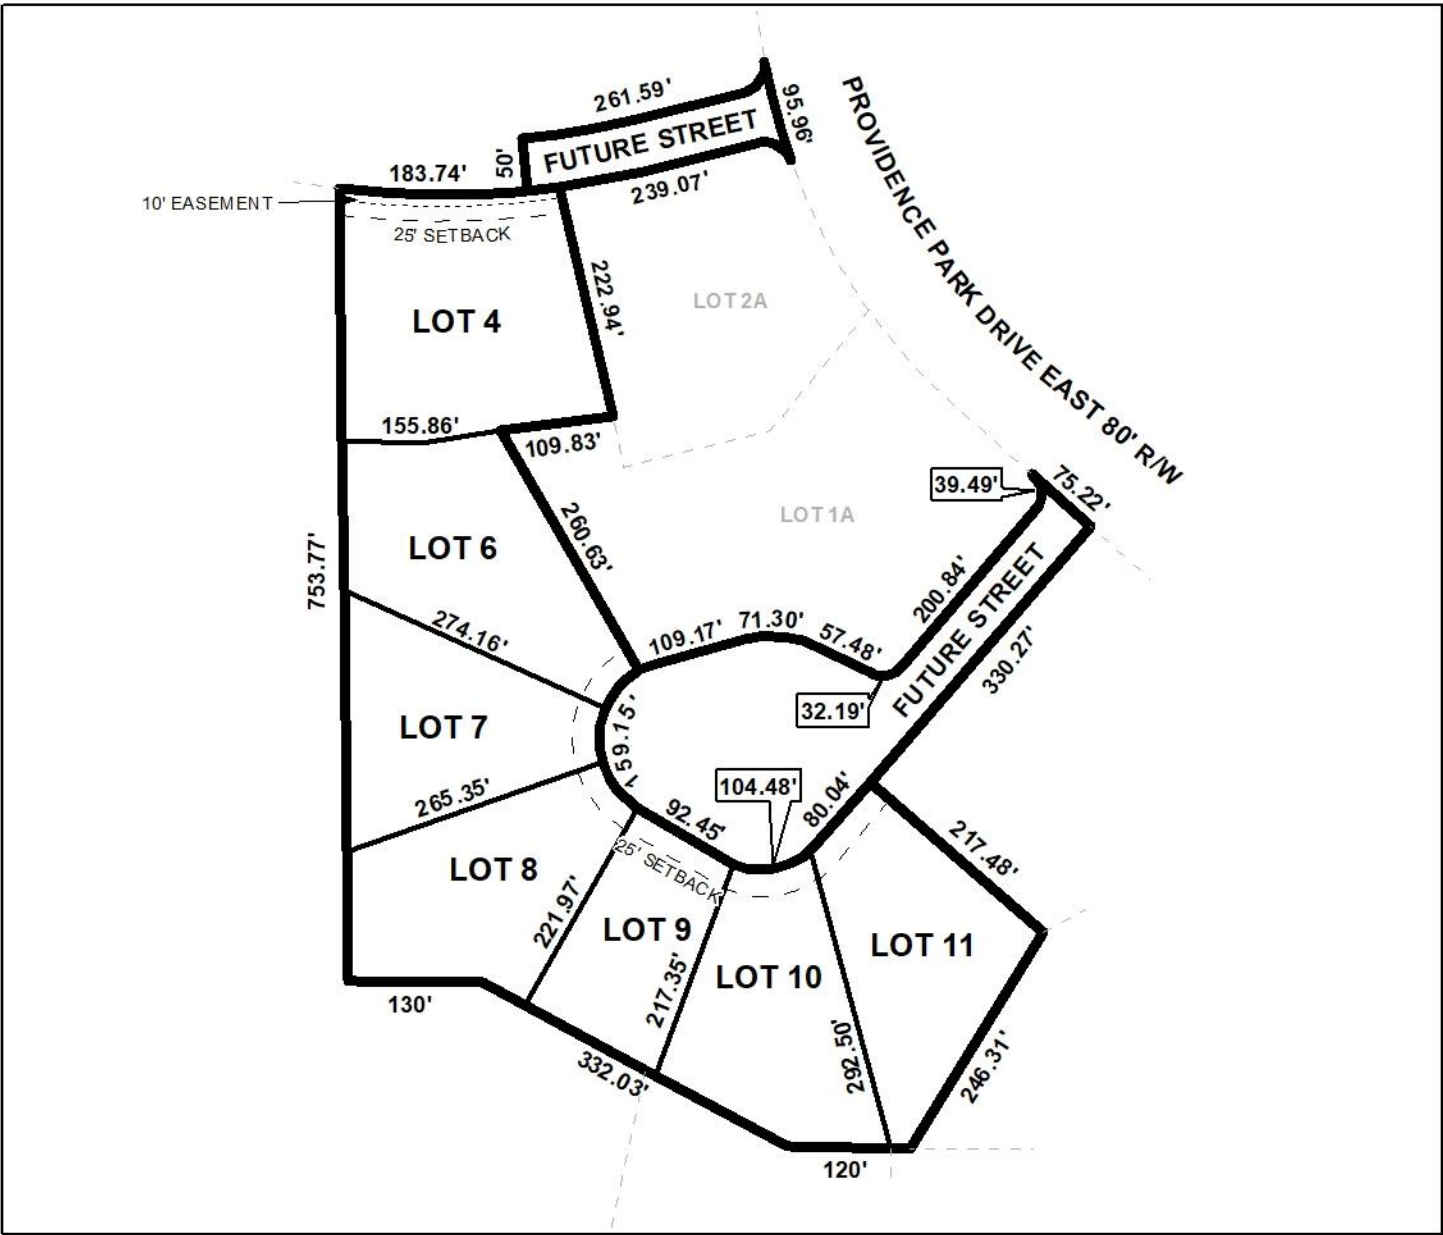 261.59'
95.96'
PROVIDENCE PARK DRIVE EAST 80' R/W
FUTURE STREET
50'
183.74'
239.07'
10' EASEMENT
25' SETBACK
222.94'
LOT 2A
LOT 4
155.86'
109.83'
39.49'
75.22'
LOT 1A
260.63'
LOT 6
753.77'
200.84'
FUTURE STREET
274.16'
109.17'
71.30'
57.48'
330.27'
32.19'
LOT 7
159.15'
104.48'
265.35'
80.04'
92.45'
217.48'
LOT 8
25' SETBACK
221.97'
LOT 9
LOT 11
217.35'
LOT 10
130'
292.50'
246.31'
332.03'
120'